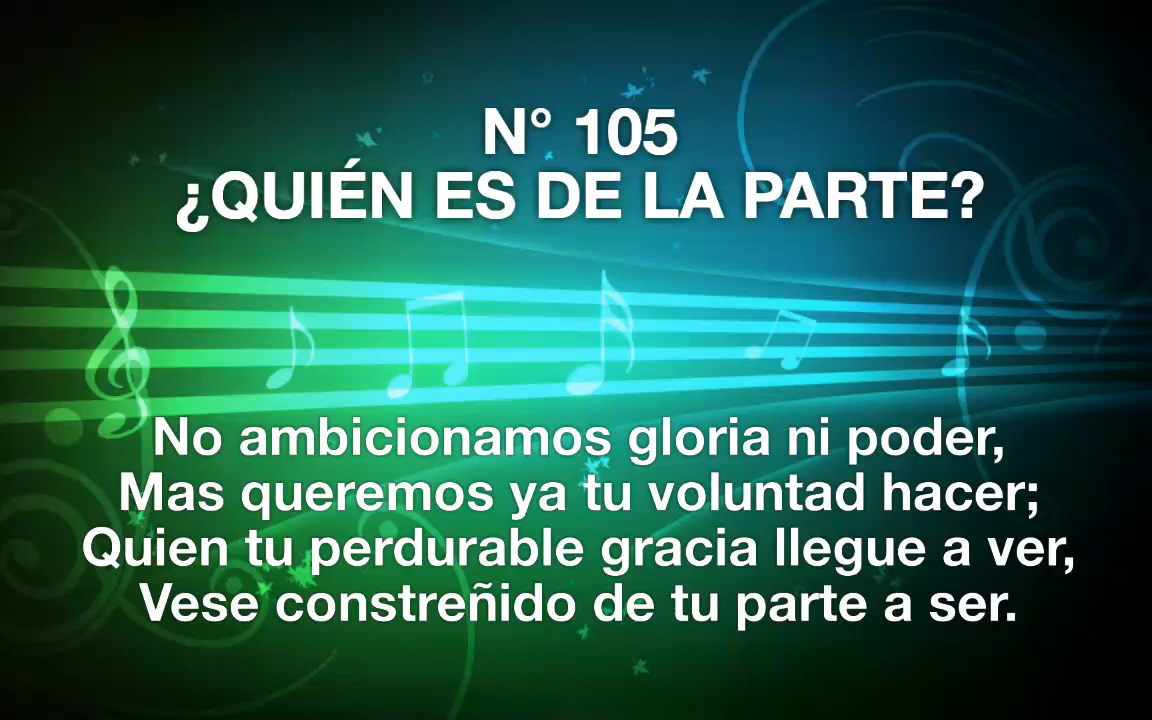 N° 105
¿QUIÉN ES DE LA PARTE?
No ambicionamos gloria ni poder,
Mas queremos ya tu voluntad hacer;
Quien tu perdurable gracia llegue a ver,
Vese constreñido de tu parte a ser.